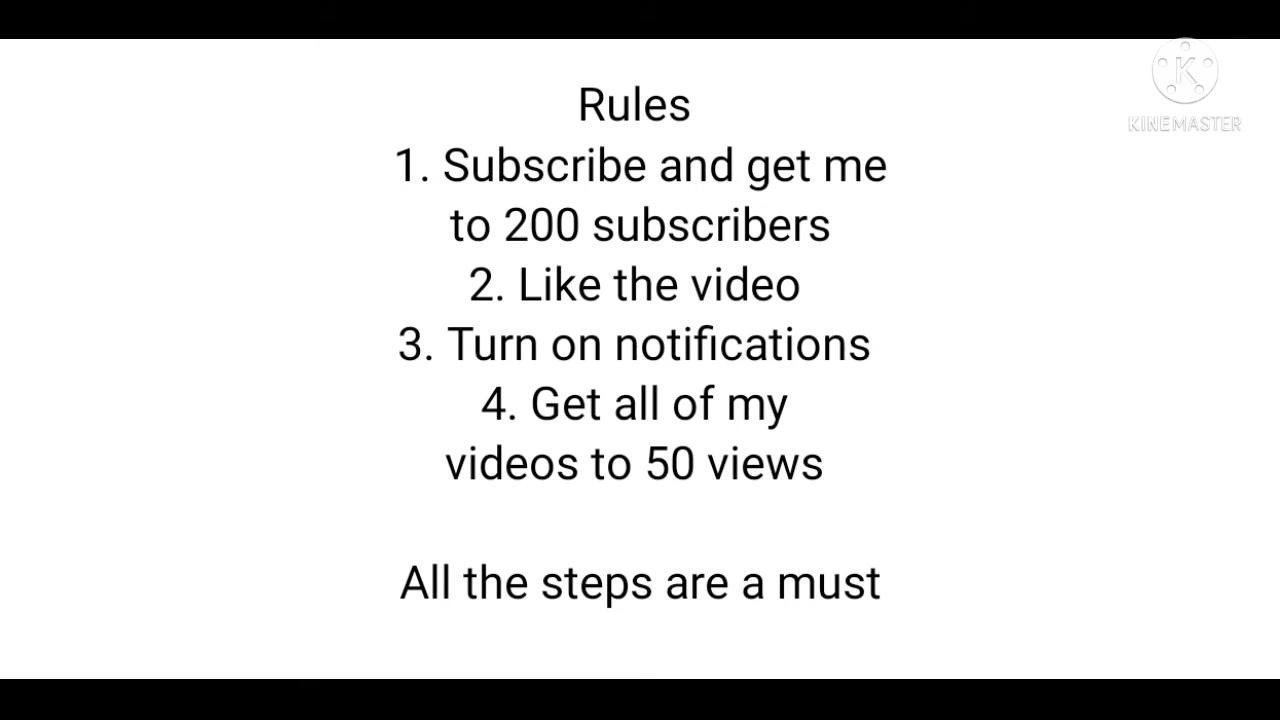 Rules
1. Subscribe and get me
to 200 subscribers
2. Like the video
3. Turn on notifications
4. Get all of my
videos to 50 views
All the steps are a must
K
KINEMASTER